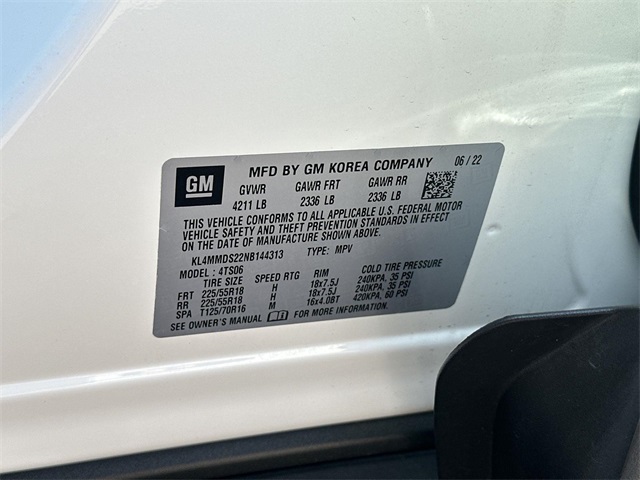 GM
MFD BY GM KOREA COMPANY 06/22
GVWR GAWR FRT GAWR RR
4211 LB 2336 LB 2336 LB
THIS VEHICLE CONFORMS TO ALL APPLICABLE U.S. FEDERAL MOTOR
VEHICLE SAFETY, BUMPER, AND THEFT PREVENTION STANDARDS IN EFFECT
ON THE DATE OF MANUFACTURE SHOWN ABOVE.
KL4MMDS22NB144313 TYPE: MPV
MODEL: 4TS06
TIRE SIZE SPEED RTG RIM COLD TIRE PRESSURE
FRT 225/55R18 H 18x7.5J 240KPA, 35 PSI
RR 225/55R18 H 18x7.5J 240KPA, 35 PSI
SPA T125/70R16 M 16x4.0BT 420KPA, 60 PSI
SEE OWNER'S MANUAL FOR MORE INFORMATION.